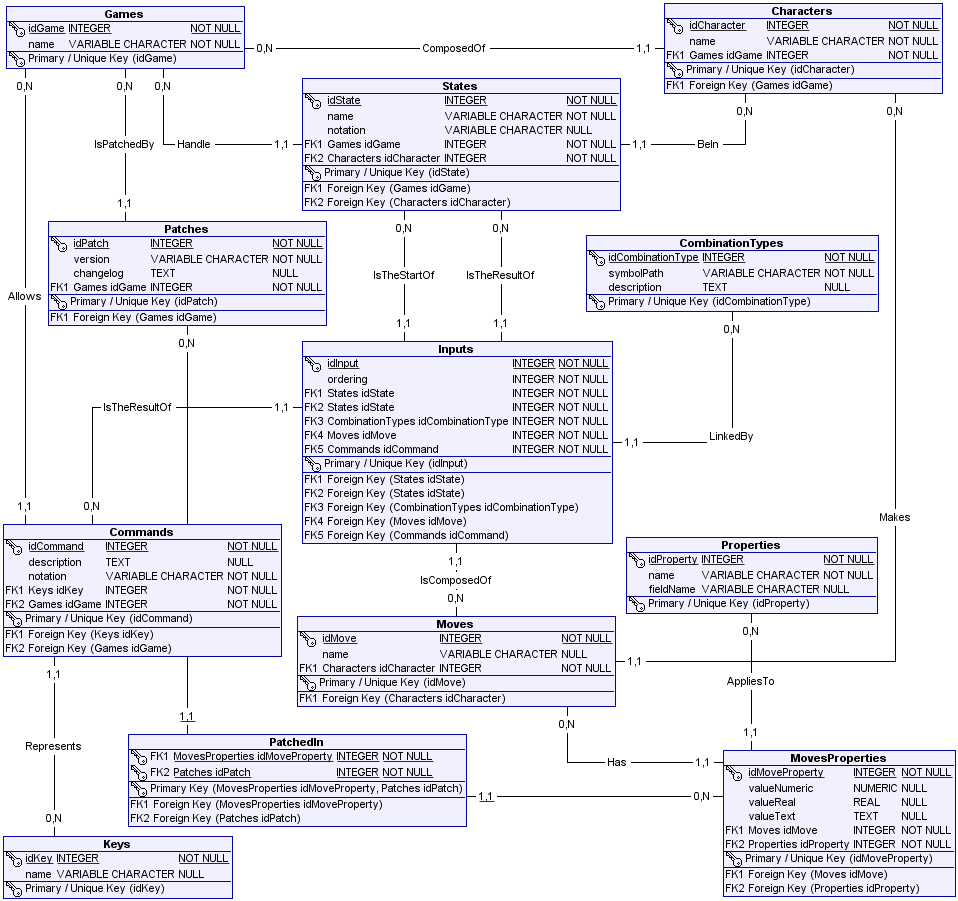 Games
idGame INTEGER NOT NULL
name VARIABLE CHARACTER NOT NULL
Primary / Unique Key (idGame)
0,N ComposedOf 1,1
Characters
idCharacter INTEGER NOT NULL
name VARIABLE CHARACTER NOT NULL
FK1 Games idGame INTEGER NOT NULL
Primary / Unique Key (idCharacter)
FK1 Foreign Key (Games idGame)
0,N 0,N 0,N
0,N 0,N
IsPatchedBy Handle 1,1
1,1 BeIn
States
idState INTEGER NOT NULL
name VARIABLE CHARACTER NOT NULL
notation VARIABLE CHARACTER NULL
FK1 Games idGame INTEGER NOT NULL
FK2 Characters idCharacter INTEGER NOT NULL
Primary / Unique Key (idState)
FK1 Foreign Key (Games idGame)
FK2 Foreign Key (Characters idCharacter)
1,1
Patches
idPatch INTEGER NOT NULL
version VARIABLE CHARACTER NOT NULL
changelog TEXT NULL
FK1 Games idGame INTEGER NOT NULL
Primary / Unique Key (idPatch)
FK1 Foreign Key (Games idGame)
0,N 0,N
IsTheStartOf IsTheResultOf
1,1 1,1
CombinationTypes
idCombinationType INTEGER NOT NULL
symbolPath VARIABLE CHARACTER NOT NULL
description TEXT NULL
Primary / Unique Key (idCombinationType)
0,N
Allows
0,N
Inputs
idInput INTEGER NOT NULL
ordering INTEGER NOT NULL
FK1 States idState INTEGER NOT NULL
FK2 States idState INTEGER NOT NULL
FK3 CombinationTypes idCombinationType INTEGER NOT NULL
FK4 Moves idMove INTEGER NOT NULL
FK5 Commands idCommand INTEGER NOT NULL
Primary / Unique Key (idInput)
FK1 Foreign Key (States idState)
FK2 Foreign Key (States idState)
FK3 Foreign Key (CombinationTypes idCombinationType)
FK4 Foreign Key (Moves idMove)
FK5 Foreign Key (Commands idCommand)
IsTheResultOf 1,1
1,1 LinkedBy
1,1 0,N
Makes
Commands
idCommand INTEGER NOT NULL
description TEXT NULL
notation VARIABLE CHARACTER NOT NULL
FK1 Keys idKey INTEGER NOT NULL
FK2 Games idGame INTEGER NOT NULL
Primary / Unique Key (idCommand)
FK1 Foreign Key (Keys idKey)
FK2 Foreign Key (Games idGame)
1,1
IsComposedOf
0,N
Properties
idProperty INTEGER NOT NULL
name VARIABLE CHARACTER NOT NULL
fieldName VARIABLE CHARACTER NULL
Primary / Unique Key (idProperty)
Moves
idMove INTEGER NOT NULL
name VARIABLE CHARACTER NULL
FK1 Characters idCharacter INTEGER NOT NULL
Primary / Unique Key (idMove)
FK1 Foreign Key (Characters idCharacter)
1,1
0,N
AppliesTo
1,1
1,1
Represents
0,N
1,1
0,N
Has 1,1
PatchedIn
FK1 MovesProperties idMoveProperty INTEGER NOT NULL
FK2 Patches idPatch INTEGER NOT NULL
Primary Key (MovesProperties idMoveProperty, Patches idPatch)
FK1 Foreign Key (MovesProperties idMoveProperty)
FK2 Foreign Key (Patches idPatch)
1,1 0,N
MovesProperties
idMoveProperty INTEGER NOT NULL
valueNumeric NUMERIC NULL
valueReal REAL NULL
valueText TEXT NULL
FK1 Moves idMove INTEGER NOT NULL
FK2 Properties idProperty INTEGER NOT NULL
Primary / Unique Key (idMoveProperty)
FK1 Foreign Key (Moves idMove)
FK2 Foreign Key (Properties idProperty)
Keys
idKey INTEGER NOT NULL
name VARIABLE CHARACTER NULL
Primary / Unique Key (idKey)